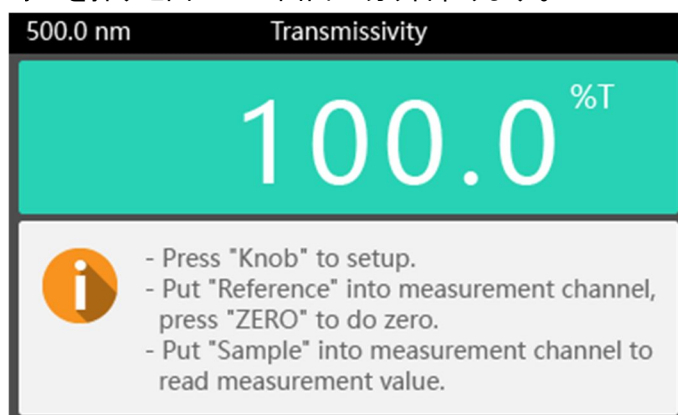 500.0 nm Transmissivity
100.0 %T
- Press "Knob" to setup.
- Put "Reference" into measurement channel,
press "ZERO" to do zero.
- Put "Sample" into measurement channel to
read measurement value.